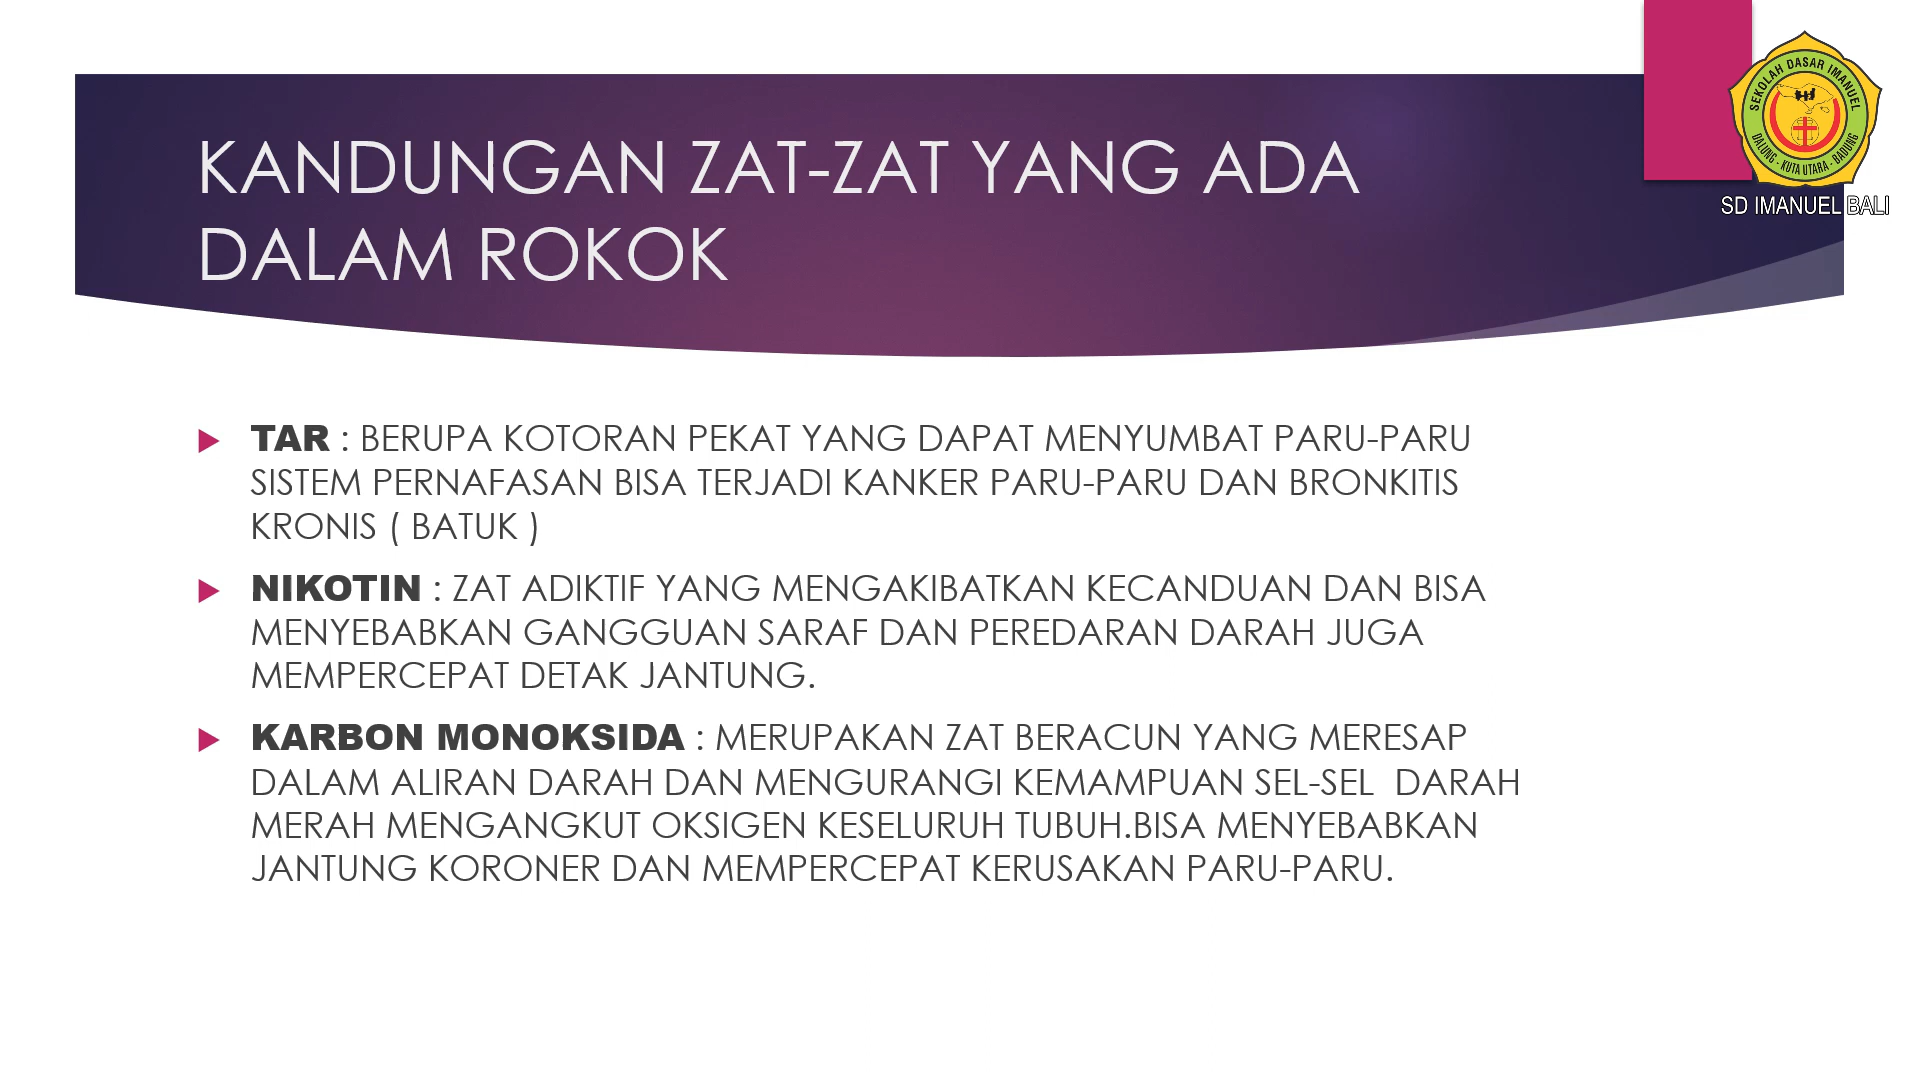 SEKOLAH DASAR IMANUEL
DALUNG - KUTA UTARA - BADUNG
SD IMANUEL BALI
KANDUNGAN ZAT-ZAT YANG ADA
DALAM ROKOK
TAR : BERUPA KOTORAN PEKAT YANG DAPAT MENYUMBAT PARU-PARU
SISTEM PERNAFASAN BISA TERJADI KANKER PARU-PARU DAN BRONKITIS
KRONIS ( BATUK )
NIKOTIN : ZAT ADIKTIF YANG MENGAKIBATKAN KECANDUAN DAN BISA
MENYEBABKAN GANGGUAN SARAF DAN PEREDARAN DARAH JUGA
MEMPERCEPAT DETAK JANTUNG.
KARBON MONOKSIDA : MERUPAKAN ZAT BERACUN YANG MERESAP
DALAM ALIRAN DARAH DAN MENGURANGI KEMAMPUAN SEL-SEL  DARAH
MERAH MENGANGKUT OKSIGEN KESELURUH TUBUH.BISA MENYEBABKAN
JANTUNG KORONER DAN MEMPERCEPAT KERUSAKAN PARU-PARU.